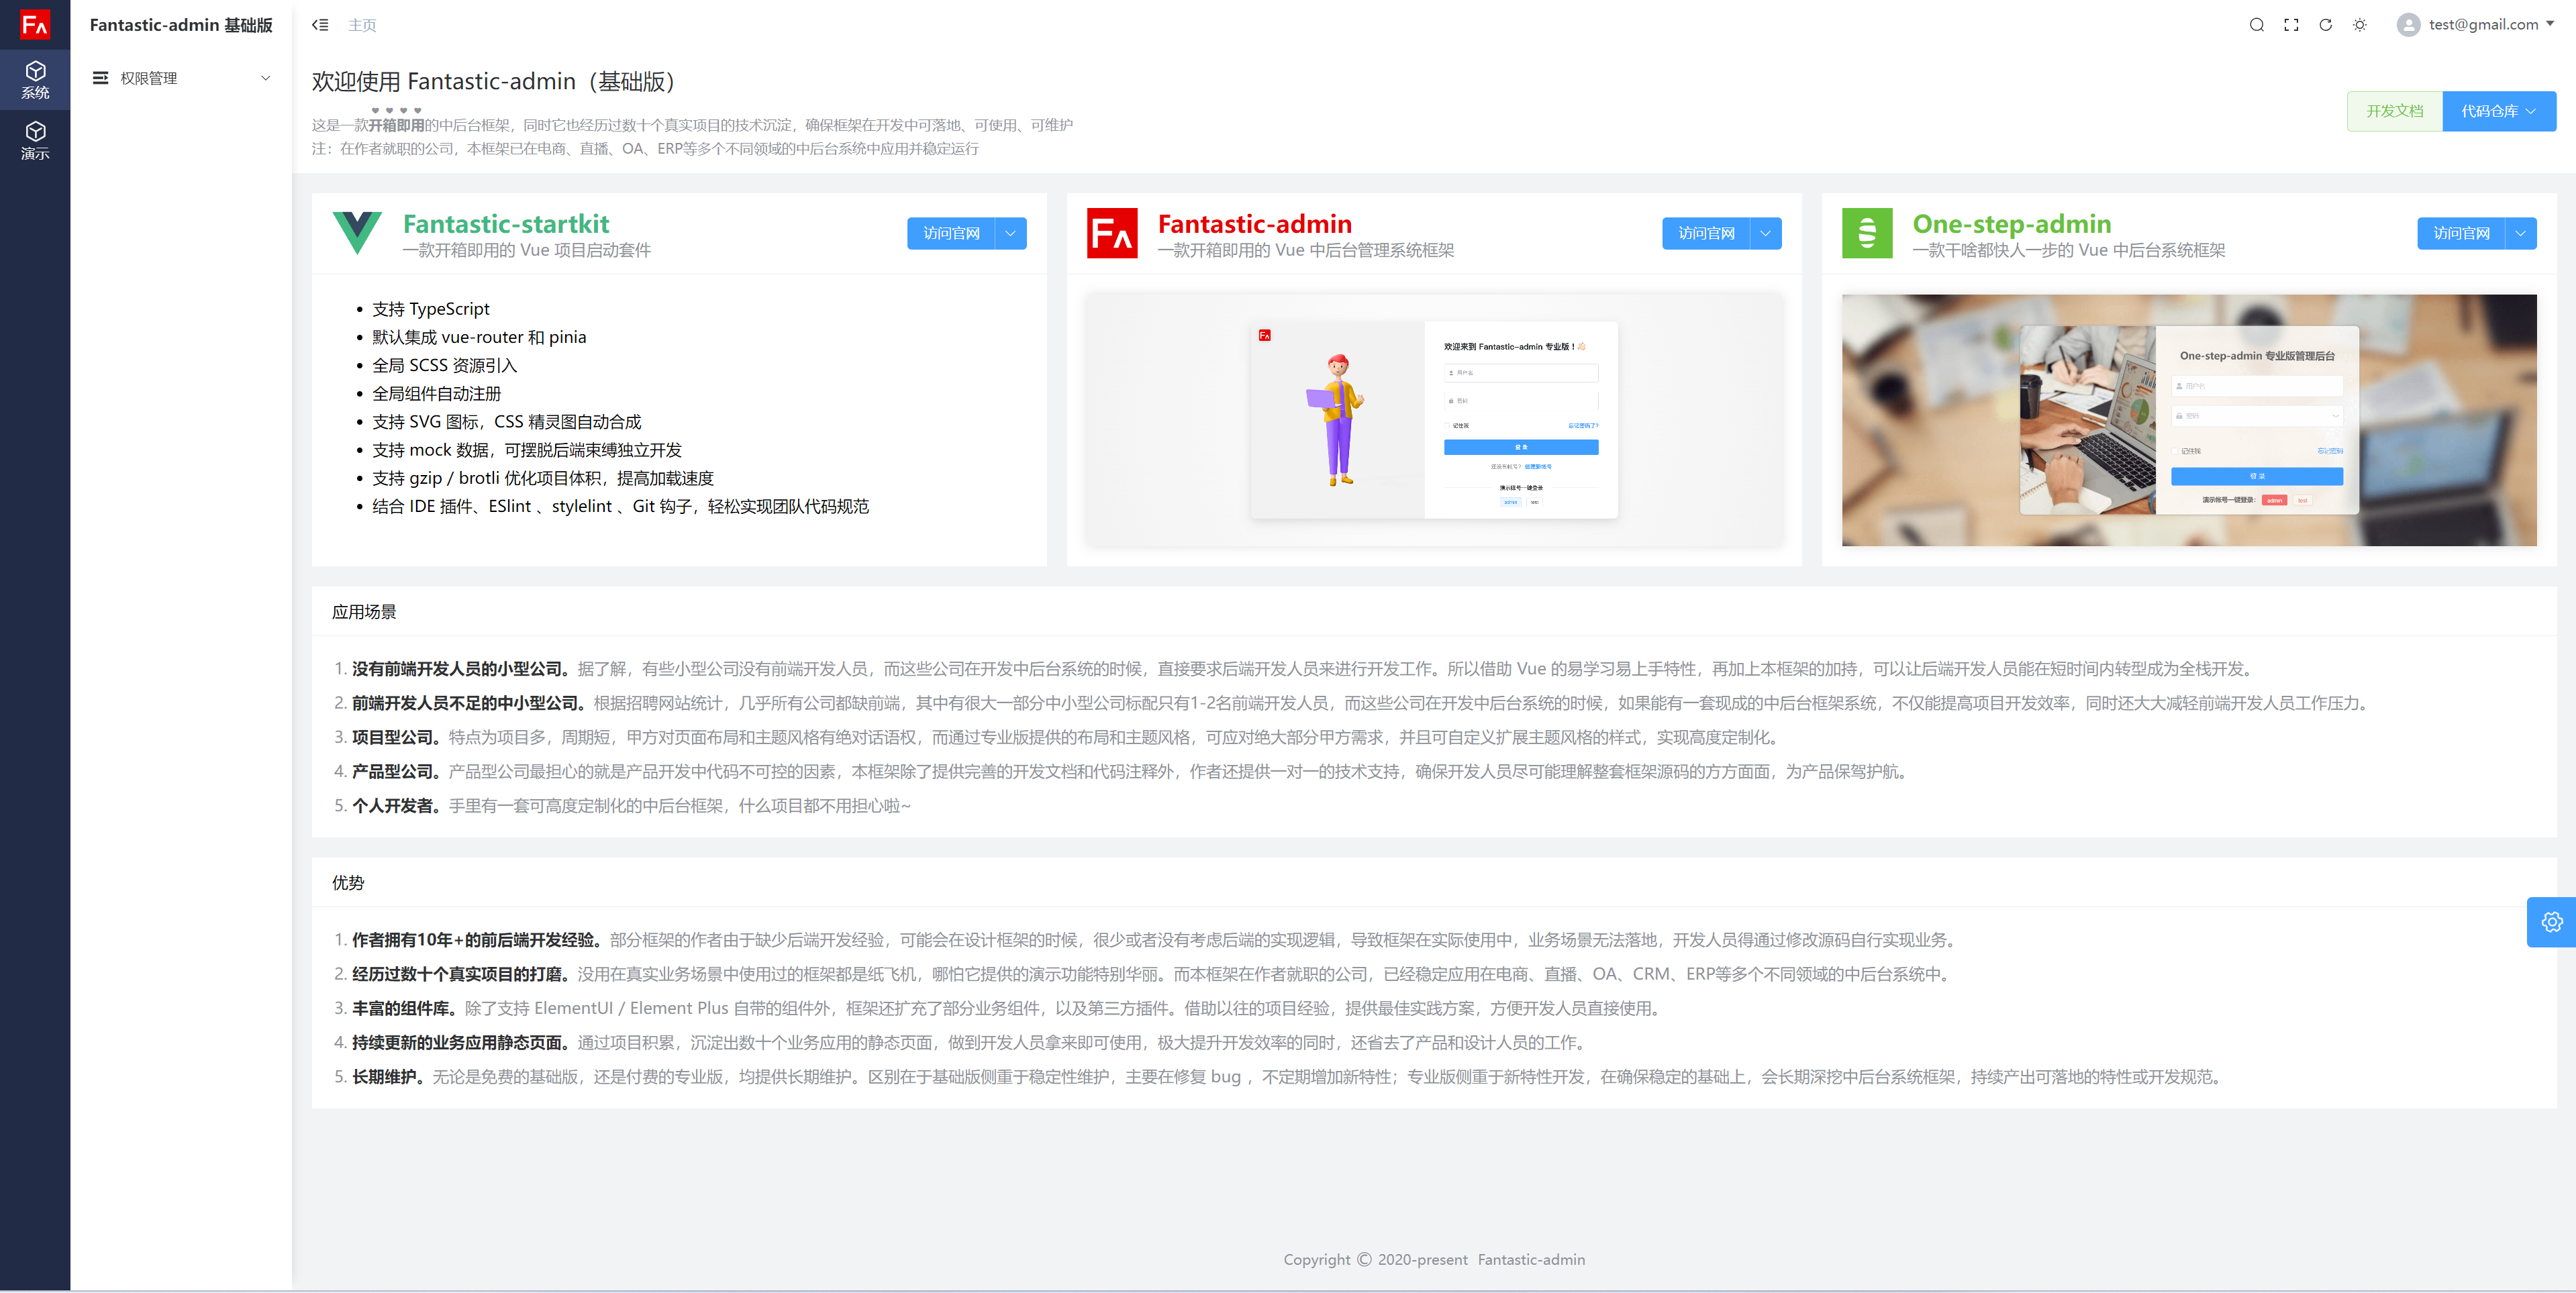 Fantastic-admin 基础版
主页
test@gmail.com
系统
演示
权限管理
欢迎使用 Fantastic-admin（基础版）
这是一款开箱即用的中后台框架，同时它也经历过数十个真实项目的技术沉淀，确保框架在开发中可落地、可使用、可维护
注：在作者就职的公司，本框架已在电商、直播、OA、ERP等多个不同领域的中后台系统中应用并稳定运行
开发文档
代码仓库
Fantastic-startkit
一款开箱即用的 Vue 项目启动套件
访问官网
支持 TypeScript
默认集成 vue-router 和 pinia
全局 SCSS 资源引入
全局组件自动注册
支持 SVG 图标，CSS 精灵图自动合成
支持 mock 数据，可摆脱后端束缚独立开发
支持 gzip / brotli 优化项目体积，提高加载速度
结合 IDE 插件、ESlint 、stylelint 、Git 钩子，轻松实现团队代码规范
Fantastic-admin
一款开箱即用的 Vue 中后台管理系统框架
访问官网
欢迎来到 Fantastic-admin 专业版！
用户名
密码
记住我
忘记密码了?
登 录
还没有帐号？ 创建新帐号
演示账号一键登录
admin
test
One-step-admin
一款干啥都快人一步的 Vue 中后台系统框架
访问官网
One-step-admin 专业版管理后台
用户名
密码
记住我
忘记密码
登 录
演示帐号一键登录：
admin
test
应用场景
1. 没有前端开发人员的小型公司。据了解，有些小型公司没有前端开发人员，而这些公司在开发中后台系统的时候，直接要求后端开发人员来进行开发工作。所以借助 Vue 的易学习易上手特性，再加上本框架的加持，可以让后端开发人员能在短时间内转型成为全栈开发。
2. 前端开发人员不足的中小型公司。根据招聘网站统计，几乎所有公司都缺前端，其中有很大一部分中小型公司标配只有1-2名前端开发人员，而这些公司在开发中后台系统的时候，如果能有一套现成的中后台框架系统，不仅能提高项目开发效率，同时还大大减轻前端开发人员工作压力。
3. 项目型公司。特点为项目多，周期短，甲方对页面布局和主题风格有绝对话语权，而通过专业版提供的布局和主题风格，可应对绝大部分甲方需求，并且可自定义扩展主题风格的样式，实现高度定制化。
4. 产品型公司。产品型公司最担心的就是产品开发中代码不可控的因素，本框架除了提供完善的开发文档和代码注释外，作者还提供一对一的技术支持，确保开发人员尽可能理解整套框架源码的方方面面，为产品保驾护航。
5. 个人开发者。手里有一套可高度定制化的中后台框架，什么项目都不用担心啦~
优势
1. 作者拥有10年+的前后端开发经验。部分框架的作者由于缺少后端开发经验，可能会在设计框架的时候，很少或者没有考虑后端的实现逻辑，导致框架在实际使用中，业务场景无法落地，开发人员得通过修改源码自行实现业务。
2. 经历过数十个真实项目的打磨。没用在真实业务场景中使用过的框架都是纸飞机，哪怕它提供的演示功能特别华丽。而本框架在作者就职的公司，已经稳定应用在电商、直播、OA、CRM、ERP等多个不同领域的中后台系统中。
3. 丰富的组件库。除了支持 ElementUI / Element Plus 自带的组件外，框架还扩充了部分业务组件，以及第三方插件。借助以往的项目经验，提供最佳实践方案，方便开发人员直接使用。
4. 持续更新的业务应用静态页面。通过项目积累，沉淀出数十个业务应用的静态页面，做到开发人员拿来即可使用，极大提升开发效率的同时，还省去了产品和设计人员的工作。
5. 长期维护。无论是免费的基础版，还是付费的专业版，均提供长期维护。区别在于基础版侧重于稳定性维护，主要在修复 bug ，不定期增加新特性；专业版侧重于新特性开发，在确保稳定的基础上，会长期深挖中后台系统框架，持续产出可落地的特性或开发规范。
Copyright © 2020-present Fantastic-admin